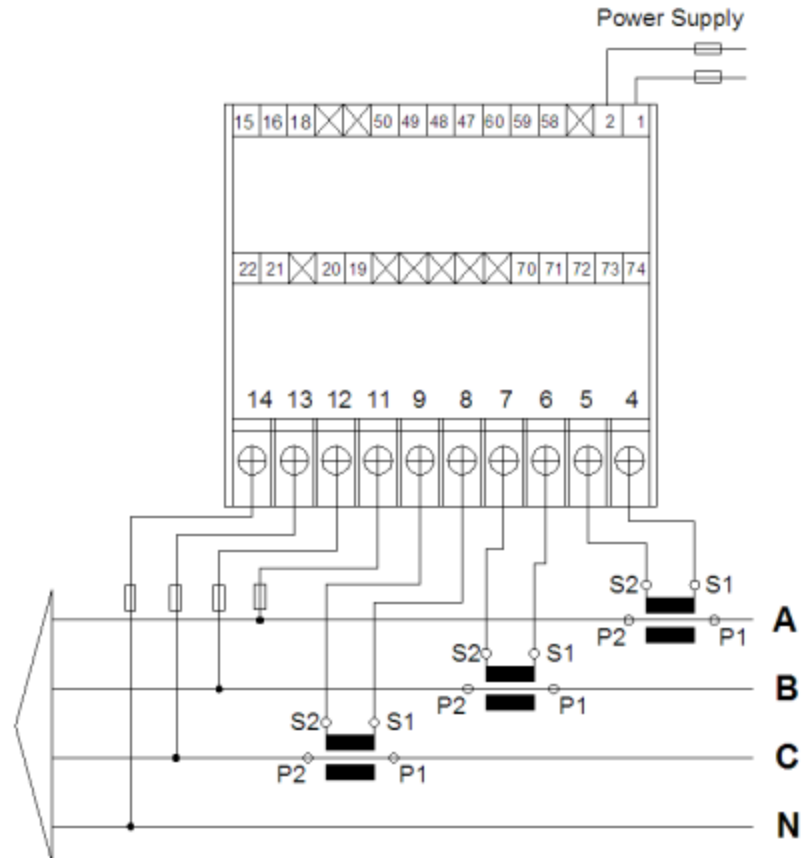 Power Supply
15 16 18 50 49 48 47 60 59 58 2 1
22 21 20 19 70 71 72 73 74
14 13 12 11 9 8 7 6 5 4
S2 S1
P2 P1 A
S2 S1
P2 P1 B
S2 S1
P2 P1 C
N